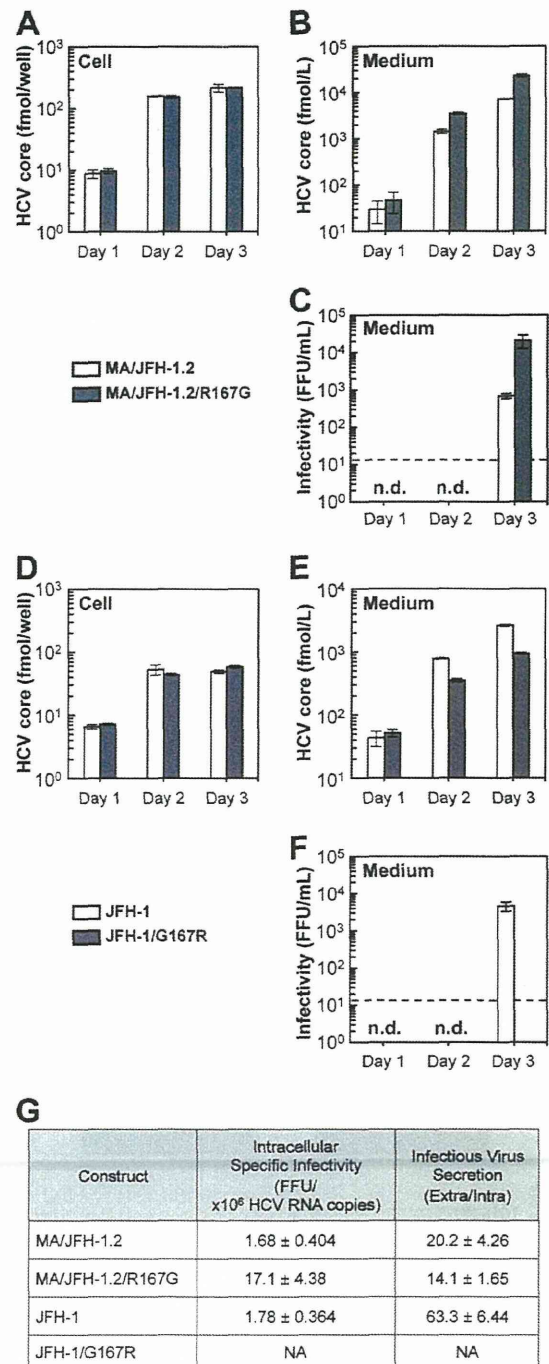 A
Cell
HCV core (fmol/well)
10³
10²
10¹
10⁰
Day 1 Day 2 Day 3
B
Medium
HCV core (fmol/L)
10⁵
10⁴
10³
10²
10¹
Day 1 Day 2 Day 3
C
Medium
MA/JFH-1.2
MA/JFH-1.2/R167G
Infectivity (FFU/mL)
10⁵
10⁴
10³
10²
10¹
10⁰
n.d. n.d.
Day 1 Day 2 Day 3
D
Cell
HCV core (fmol/well)
10³
10²
10¹
10⁰
Day 1 Day 2 Day 3
E
Medium
HCV core (fmol/L)
10⁴
10³
10²
10¹
Day 1 Day 2 Day 3
F
Medium
JFH-1
JFH-1/G167R
Infectivity (FFU/mL)
10⁵
10⁴
10³
10²
10¹
10⁰
n.d. n.d.
Day 1 Day 2 Day 3
G
Construct
Intracellular
Specific Infectivity
(FFU/
x10⁶ HCV RNA copies)
Infectious Virus
Secretion
(Extra/Intra)
MA/JFH-1.2 1.68 ± 0.404 20.2 ± 4.26
MA/JFH-1.2/R167G 17.1 ± 4.38 14.1 ± 1.65
JFH-1 1.78 ± 0.364 63.3 ± 6.44
JFH-1/G167R NA NA